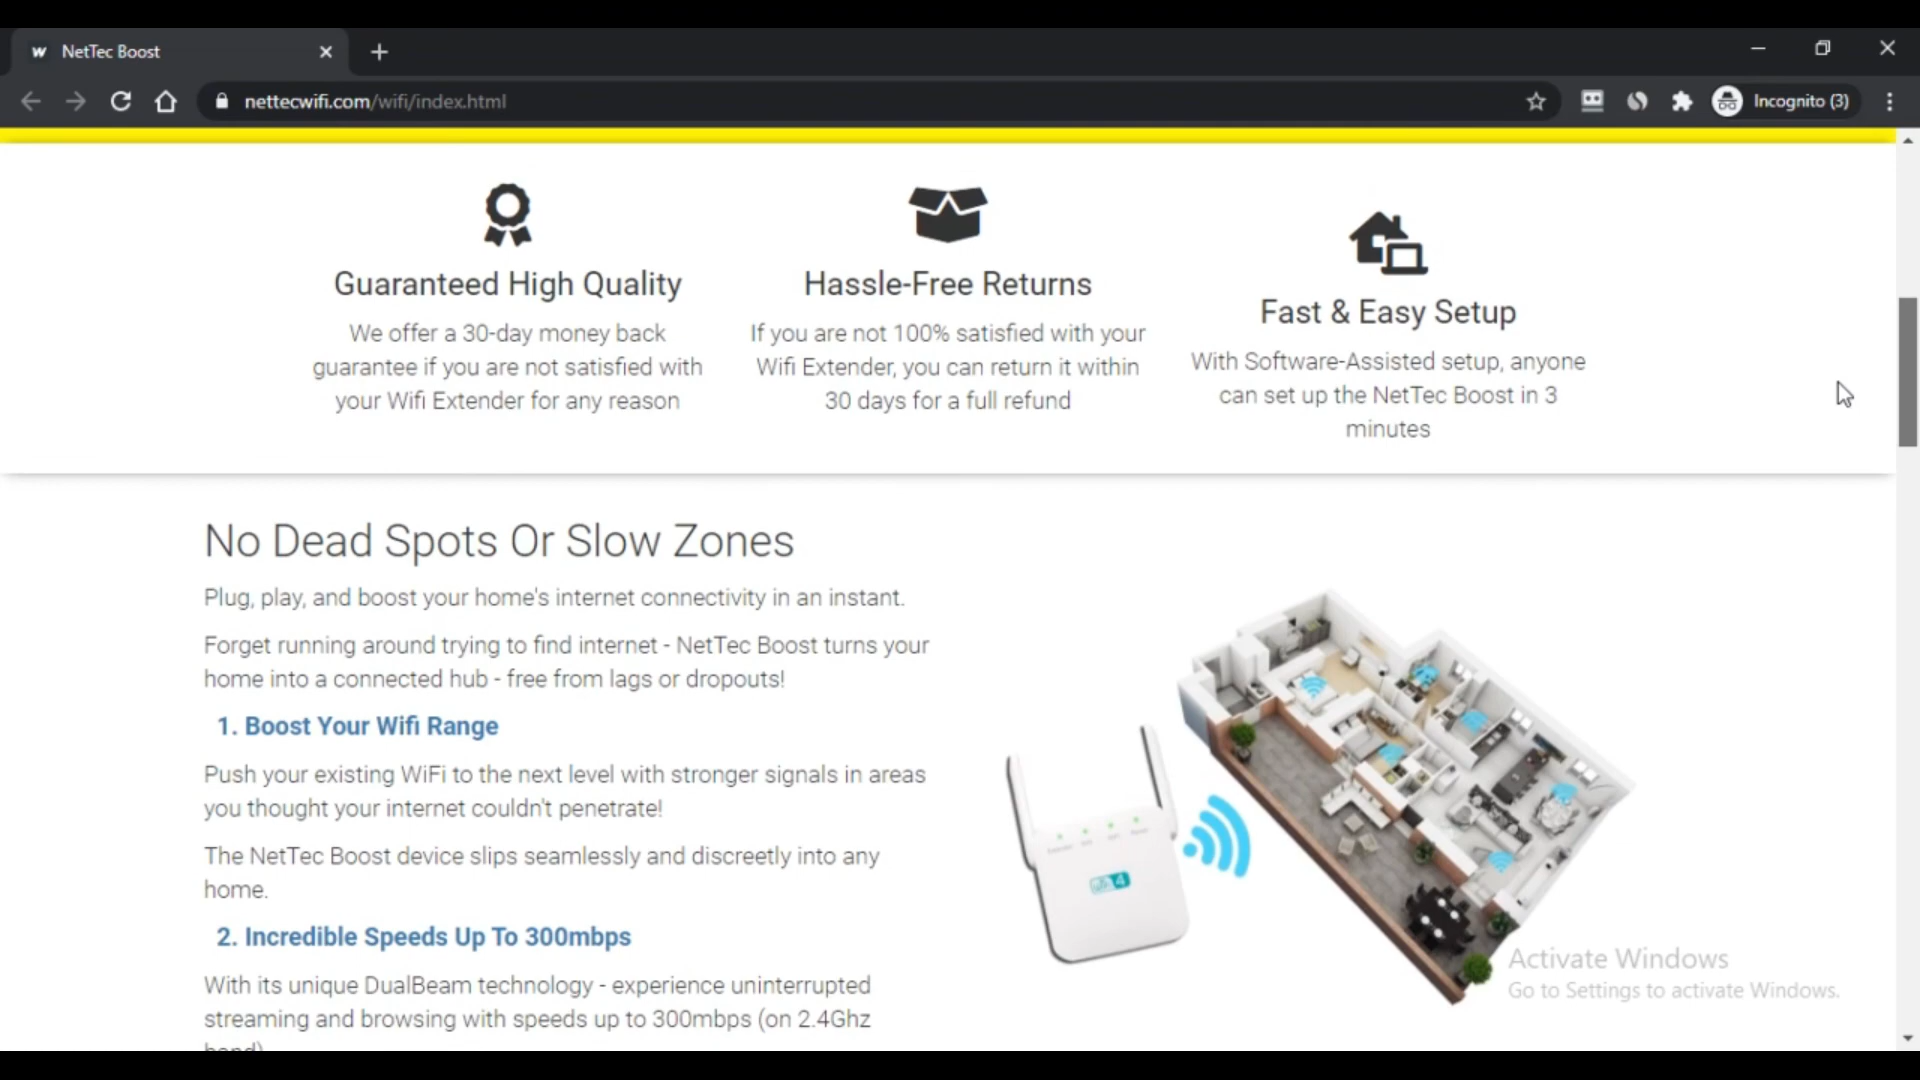 NetTec Boost
nettecwifi.com/wifi/index.html
Incognito (3)
Guaranteed High Quality
We offer a 30-day money back
guarantee if you are not satisfied with
your Wifi Extender for any reason
Hassle-Free Returns
If you are not 100% satisfied with your
Wifi Extender, you can return it within
30 days for a full refund
Fast & Easy Setup
With Software-Assisted setup, anyone
can set up the NetTec Boost in 3
minutes
No Dead Spots Or Slow Zones
Plug, play, and boost your home's internet connectivity in an instant.
Forget running around trying to find internet - NetTec Boost turns your
home into a connected hub - free from lags or dropouts!
1. Boost Your Wifi Range
Push your existing WiFi to the next level with stronger signals in areas
you thought your internet couldn't penetrate!
The NetTec Boost device slips seamlessly and discreetly into any
home.
2. Incredible Speeds Up To 300mbps
With its unique DualBeam technology - experience uninterrupted
streaming and browsing with speeds up to 300mbps (on 2.4Ghz
Activate Windows
Go to Settings to activate Windows.